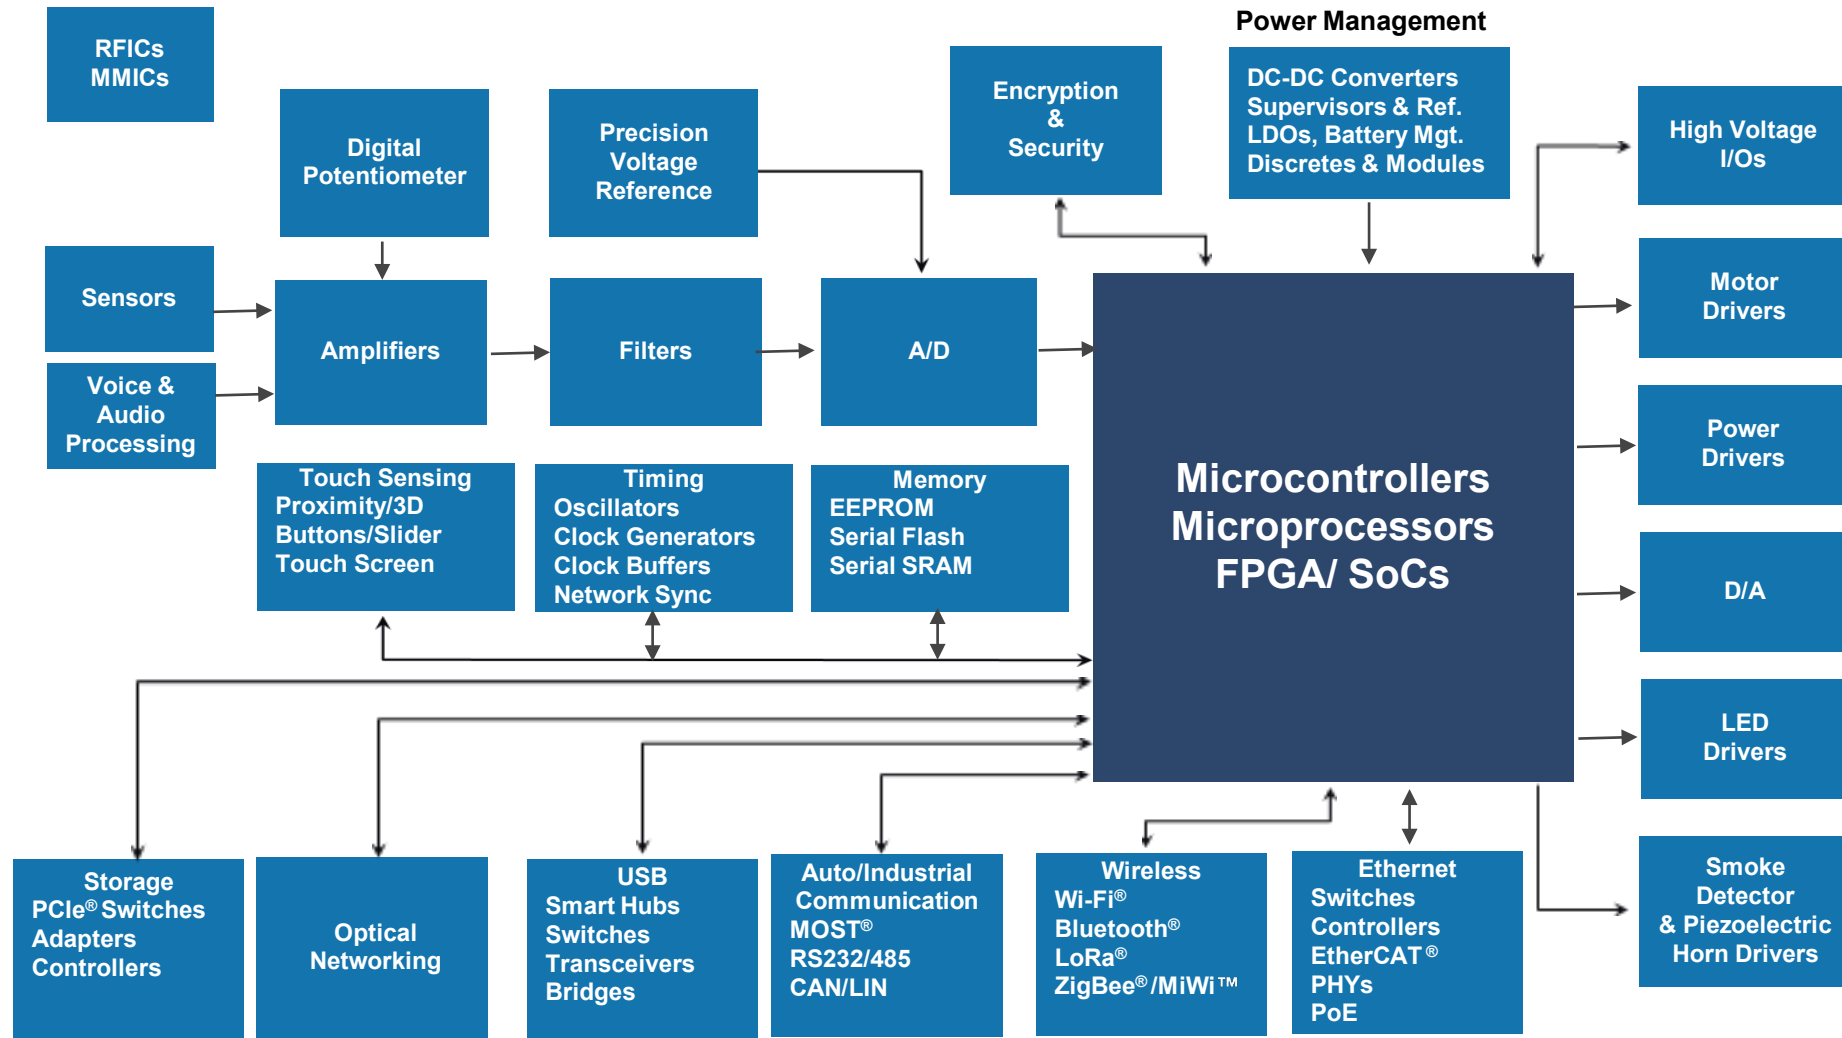 Power Management
RFICs
MMICs
Digital
Potentiometer
Precision
Voltage
Reference
Encryption
&
Security
DC-DC Converters
Supervisors & Ref.
LDOs, Battery Mgt.
Discretes & Modules
High Voltage
I/Os
Sensors
Voice &
Audio
Processing
Amplifiers
Filters
A/D
Motor
Drivers
Power
Drivers
D/A
LED
Drivers
Smoke
Detector
& Piezoelectric
Horn Drivers
Microcontrollers
Microprocessors
FPGA/ SoCs
Touch Sensing
Proximity/3D
Buttons/Slider
Touch Screen
Timing
Oscillators
Clock Generators
Clock Buffers
Network Sync
Memory
EEPROM
Serial Flash
Serial SRAM
Storage
PCIe® Switches
Adapters
Controllers
Optical
Networking
USB
Smart Hubs
Switches
Transceivers
Bridges
Auto/Industrial
Communication
MOST®
RS232/485
CAN/LIN
Wireless
Wi-Fi®
Bluetooth®
LoRa®
ZigBee®/MiWi™
Ethernet
Switches
Controllers
EtherCAT®
PHYs
PoE